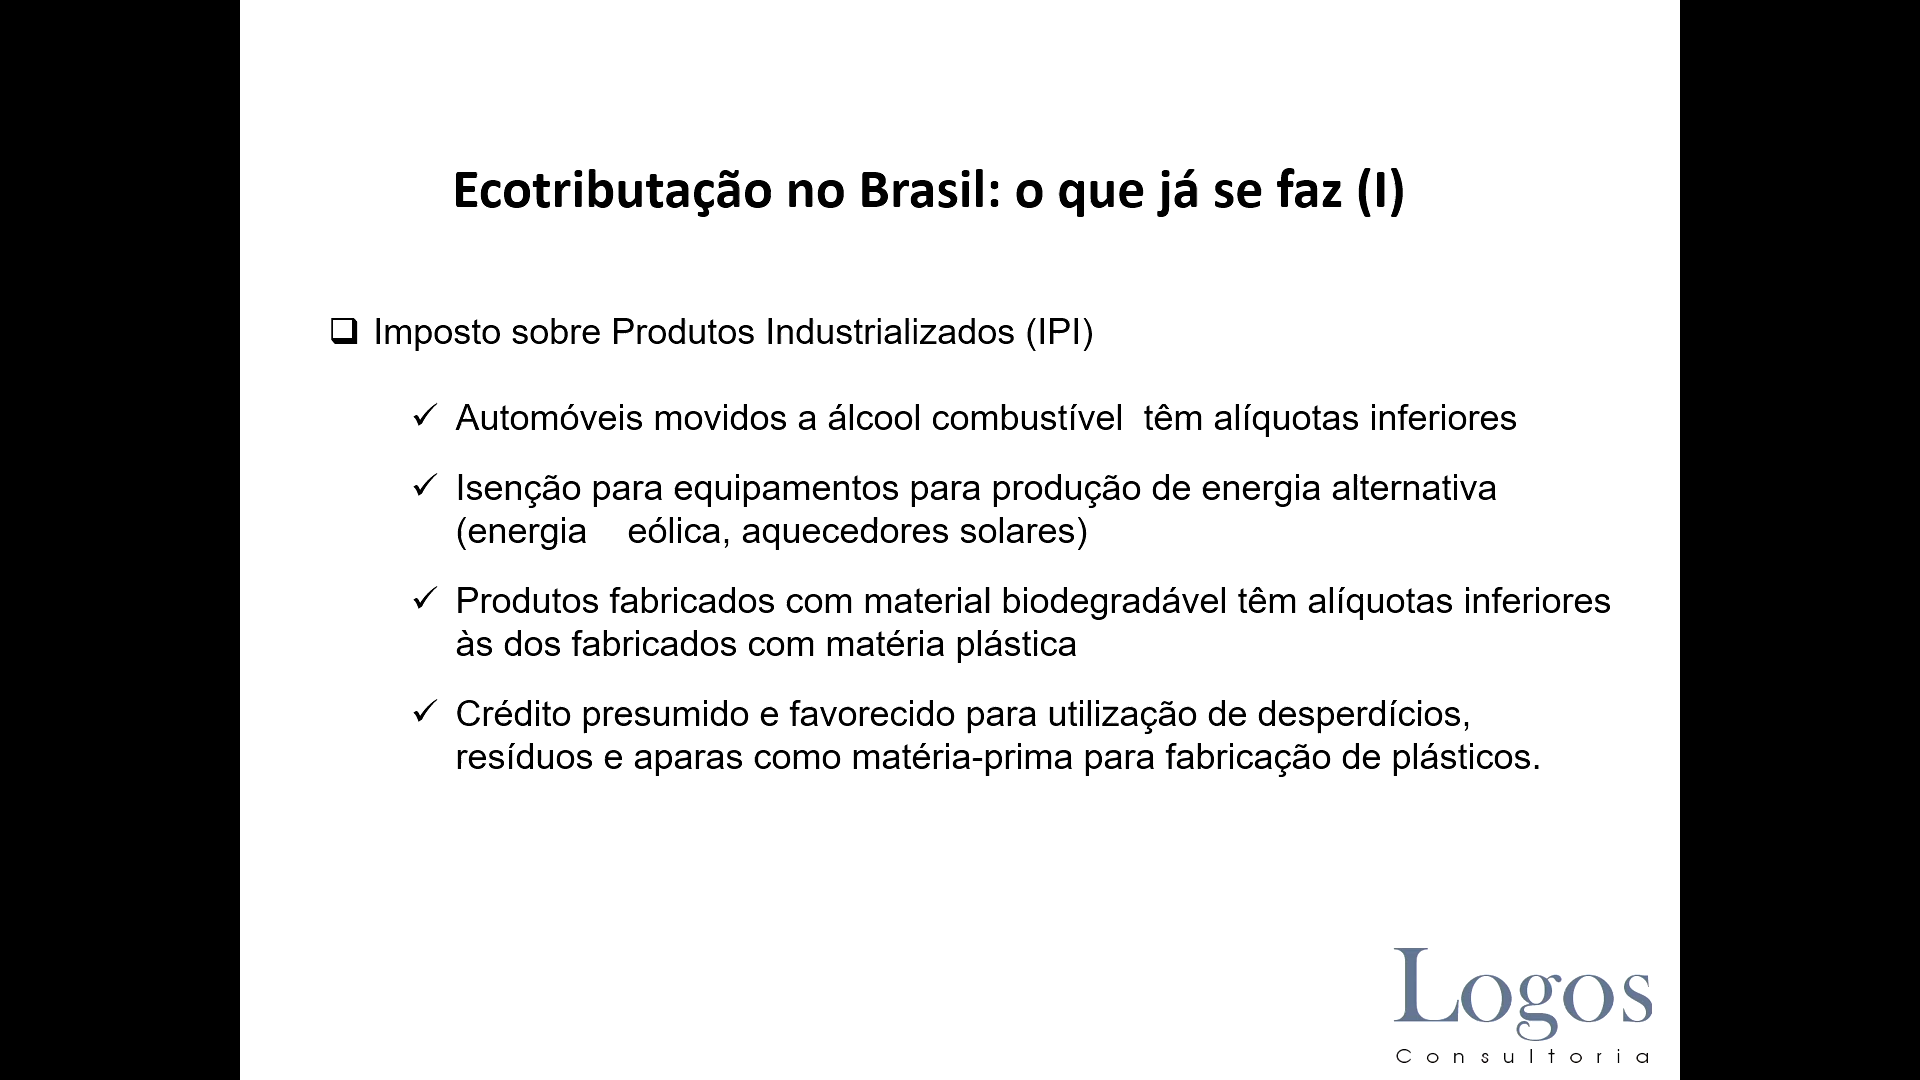 Ecotributação no Brasil: o que já se faz (I)
Imposto sobre Produtos Industrializados (IPI)
Automóveis movidos a álcool combustível  têm alíquotas inferiores
Isenção para equipamentos para produção de energia alternativa
(energia    eólica, aquecedores solares)
Produtos fabricados com material biodegradável têm alíquotas inferiores
às dos fabricados com matéria plástica
Crédito presumido e favorecido para utilização de desperdícios,
resíduos e aparas como matéria-prima para fabricação de plásticos.
Logos
Consultoria